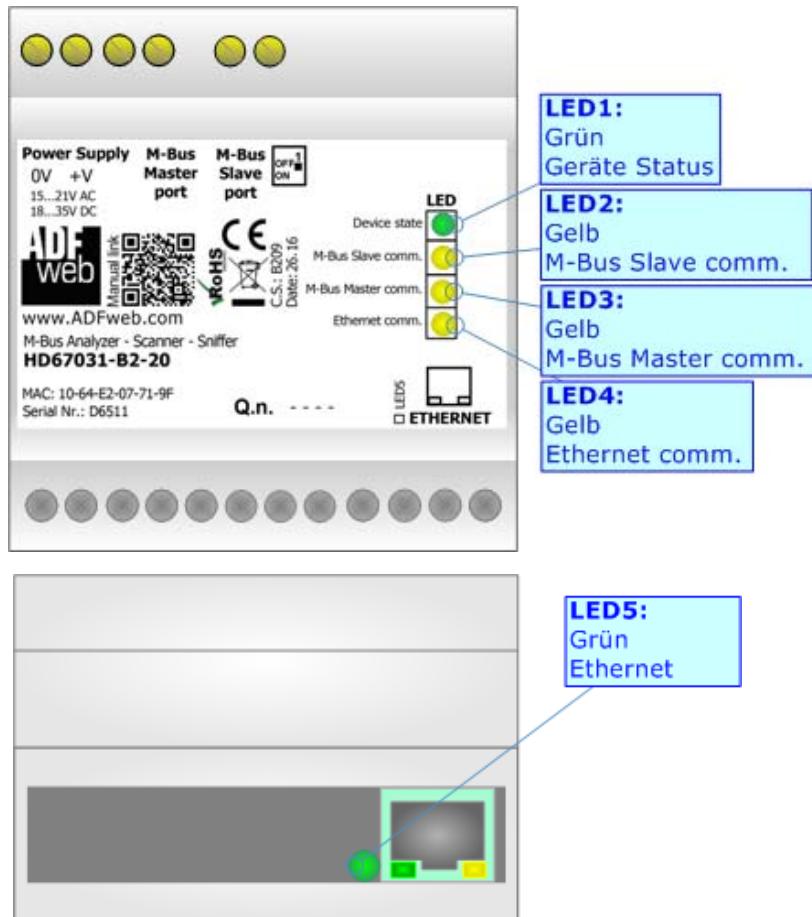 Power Supply
0V +V
15...21V AC
18...35V DC
M-Bus
Master
port
M-Bus
Slave
port
OFF 1
ON
ADF
web
Manual link
RoHS
CE
C.S.: B209
Date: 26.16
www.ADFweb.com
M-Bus Analyzer - Scanner - Sniffer
HD67031-B2-20
MAC: 10-64-E2-07-71-9F
Serial Nr.: D6511
Q.n. - - - -
LED
Device state
M-Bus Slave comm.
M-Bus Master comm.
Ethernet comm.
LED5
ETHERNET
LED1:
Grün
Geräte Status
LED2:
Gelb
M-Bus Slave comm.
LED3:
Gelb
M-Bus Master comm.
LED4:
Gelb
Ethernet comm.
LED5:
Grün
Ethernet